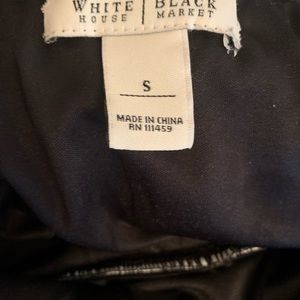 WHITE | BLACK
HOUSE | MARKET
S
MADE IN CHINA
RN 111459